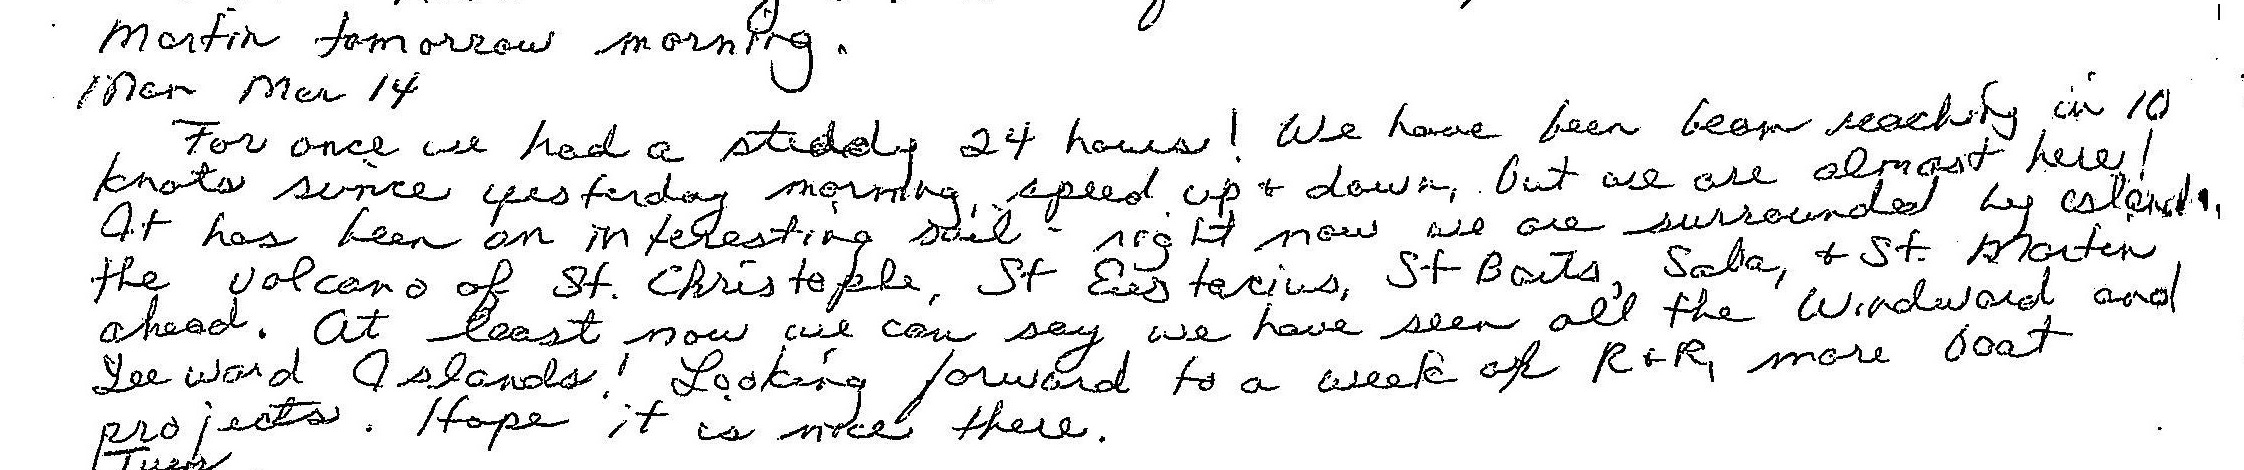 Martin tomorrow morning.
Mon Mar 14
For once we had a steddy 24 hours! We have been beam reaching in 10
knots since yesterday morning, speed up & down, but we are almost here!
It has been an interesting sail - right now we are surrounded by islands,
the volcano of St. Christophe, St Eustacius, St Barts, Saba, & St. Martin
ahead. At least now we can say we have seen all the Windward and
Leeward Islands! Looking forward to a week of R&R, more boat
projects. Hope it is nice there.
Tues